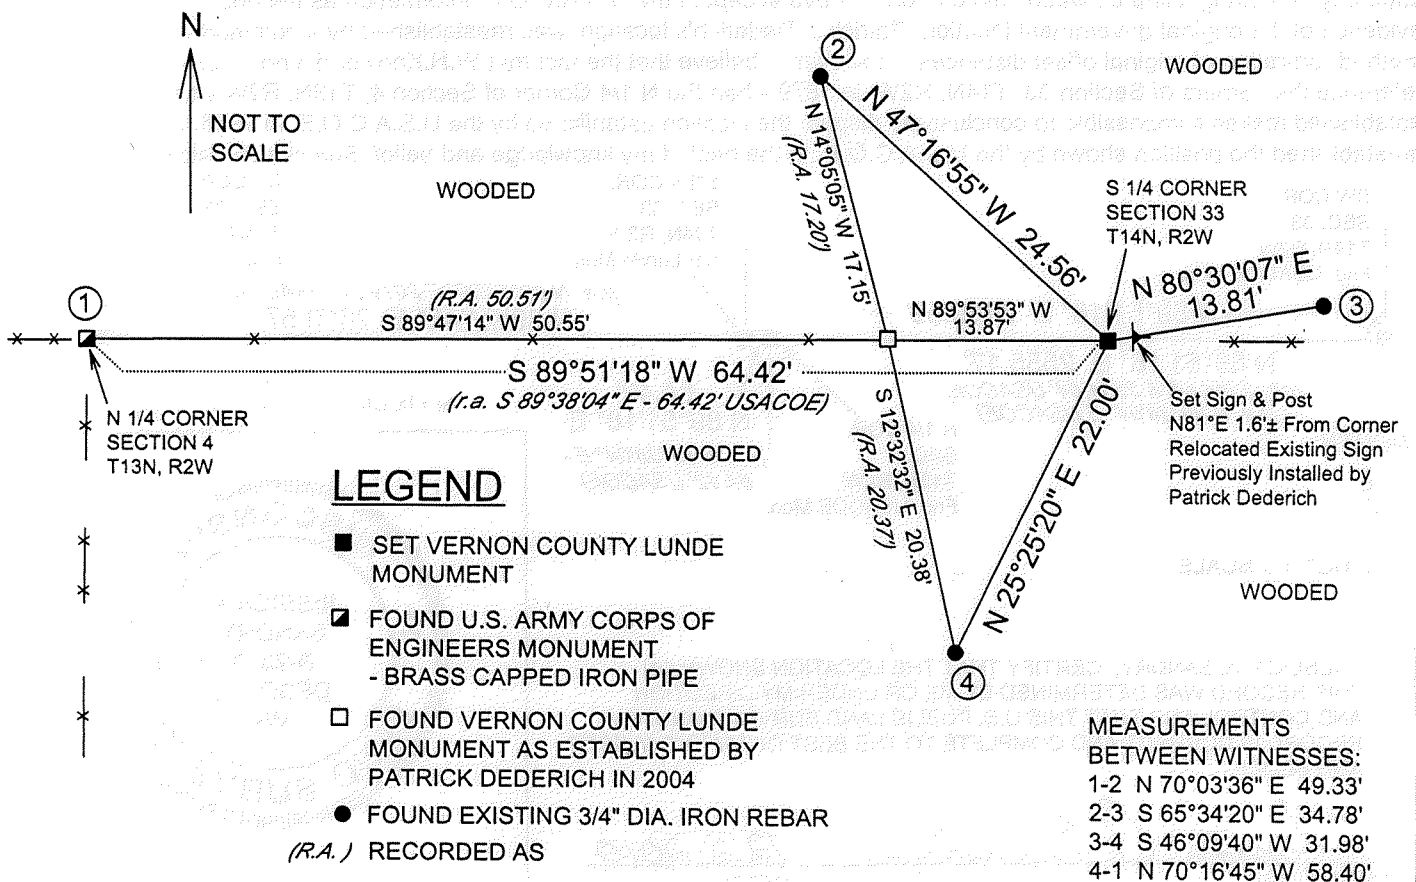 N
NOT TO
SCALE
WOODED
WOODED
2
N 14°05'05" W 17.15'
(R.A. 17.20')
N 47°16'55" W 24.56'
S 1/4 CORNER
SECTION 33
T14N, R2W
N 80°30'07" E
13.81'
3
1
(R.A. 50.51')
S 89°47'14" W 50.55'
N 89°53'53" W
13.87'
S 89°51'18" W 64.42'
(r.a. S 89°38'04" E - 64.42' USACOE)
N 1/4 CORNER
SECTION 4
T13N, R2W
WOODED
S 12°32'32" E 20.38'
(R.A. 20.37')
N 25°25'20" E 22.00'
Set Sign & Post
N81°E 1.6'± From Corner
Relocated Existing Sign
Previously Installed by
Patrick Dederich
WOODED
4
LEGEND
SET VERNON COUNTY LUNDE
MONUMENT
FOUND U.S. ARMY CORPS OF
ENGINEERS MONUMENT
- BRASS CAPPED IRON PIPE
FOUND VERNON COUNTY LUNDE
MONUMENT AS ESTABLISHED BY
PATRICK DEDERICH IN 2004
FOUND EXISTING 3/4" DIA. IRON REBAR
(R.A. ) RECORDED AS
MEASUREMENTS
BETWEEN WITNESSES:
1-2 N 70°03'36" E 49.33'
2-3 S 65°34'20" E 34.78'
3-4 S 46°09'40" W 31.98'
4-1 N 70°16'45" W 58.40'